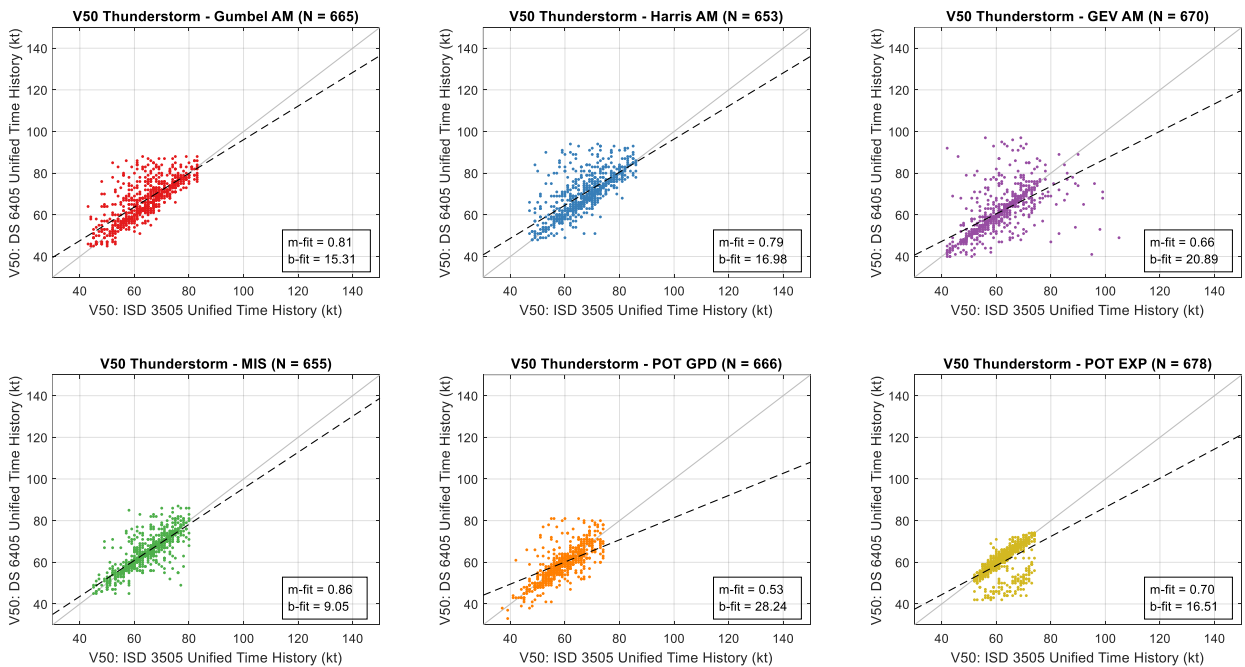 V50 Thunderstorm - Gumbel AM (N = 665)
V50: DS 6405 Unified Time History (kt)
140
120
100
80
60
40
m-fit = 0.81
b-fit = 15.31
40 60 80 100 120 140
V50: ISD 3505 Unified Time History (kt)
V50 Thunderstorm - Harris AM (N = 653)
V50: DS 6405 Unified Time History (kt)
140
120
100
80
60
40
m-fit = 0.79
b-fit = 16.98
40 60 80 100 120 140
V50: ISD 3505 Unified Time History (kt)
V50 Thunderstorm - GEV AM (N = 670)
V50: DS 6405 Unified Time History (kt)
140
120
100
80
60
40
m-fit = 0.66
b-fit = 20.89
40 60 80 100 120 140
V50: ISD 3505 Unified Time History (kt)
V50 Thunderstorm - MIS (N = 655)
V50: DS 6405 Unified Time History (kt)
140
120
100
80
60
40
m-fit = 0.86
b-fit = 9.05
40 60 80 100 120 140
V50: ISD 3505 Unified Time History (kt)
V50 Thunderstorm - POT GPD (N = 666)
V50: DS 6405 Unified Time History (kt)
140
120
100
80
60
40
m-fit = 0.53
b-fit = 28.24
40 60 80 100 120 140
V50: ISD 3505 Unified Time History (kt)
V50 Thunderstorm - POT EXP (N = 678)
V50: DS 6405 Unified Time History (kt)
140
120
100
80
60
40
m-fit = 0.70
b-fit = 16.51
40 60 80 100 120 140
V50: ISD 3505 Unified Time History (kt)